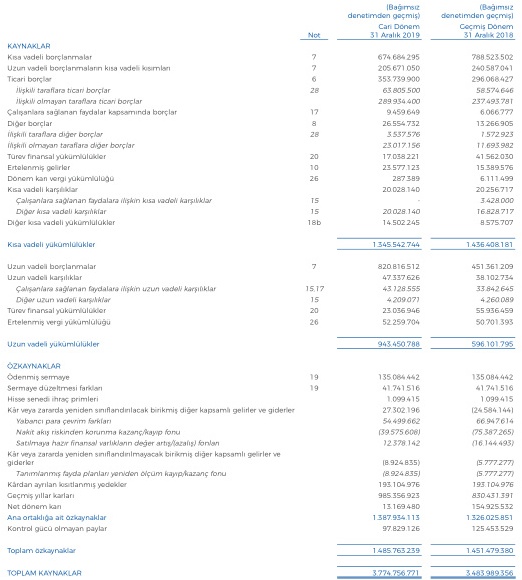 (Bağımsız (Bağımsız
denetimden geçmiş) denetimden geçmiş)
Cari Dönem Geçmiş Dönem
Not 31 Aralık 2019 31 Aralık 2018
KAYNAKLAR
Kısa vadeli borçlanmalar 7 674.684.295 788.523.502
Uzun vadeli borçlanmaların kısa vadeli kısımları 7 205.671.050 240.587.041
Ticari borçlar 6 353.739.900 296.068.427
İlişkili taraflara ticari borçlar 28 63.805.500 58.574.646
İlişkili olmayan taraflara ticari borçlar 289.934.400 237.493.781
Çalışanlara sağlanan faydalar kapsamında borçlar 17 9.459.649 6.066.777
Diğer borçlar 8 26.554.732 13.266.905
İlişkili taraflara diğer borçlar 28 3.537.576 1.572.923
İlişkili olmayan taraflara diğer borçlar 23.017.156 11.693.982
Türev finansal yükümlülükler 20 17.038.221 41.562.030
Ertelenmiş gelirler 10 23.577.123 15.389.576
Dönem karı vergi yükümlülüğü 26 287.389 6.111.499
Kısa vadeli karşılıklar 20.028.140 20.256.717
Çalışanlara sağlanan faydalara ilişkin kısa vadeli karşılıklar 15 - 3.428.000
Diğer kısa vadeli karşılıklar 15 20.028.140 16.828.717
Diğer kısa vadeli yükümlülükler 18b 14.502.245 8.575.707
Kısa vadeli yükümlülükler 1.345.542.744 1.436.408.181
Uzun vadeli borçlanmalar 7 820.816.512 451.361.209
Uzun vadeli karşılıklar 47.337.626 38.102.734
Çalışanlara sağlanan faydalara ilişkin uzun vadeli karşılıklar 15,17 43.128.555 33.842.645
Diğer uzun vadeli karşılıklar 15 4.209.071 4.260.089
Türev finansal yükümlülükler 20 23.036.946 55.936.459
Ertelenmiş vergi yükümlülüğü 26 52.259.704 50.701.393
Uzun vadeli yükümlülükler 943.450.788 596.101.795
ÖZKAYNAKLAR
Ödenmiş sermaye 19 135.084.442 135.084.442
Sermaye düzeltmesi farkları 19 41.741.516 41.741.516
Hisse senedi ihraç primleri 1.099.415 1.099.415
Kâr veya zararda yeniden sınıflandırılacak birikmiş diğer kapsamlı gelirler ve giderler 27.302.196 (24.584.144)
Yabancı para çevrim farkları 54.499.662 66.947.614
Nakit akış riskinden korunma kazanç/kayıp fonu (39.575.608) (75.387.265)
Satılmaya hazır finansal varlıkların değer artış/(azalış) fonları 12.378.142 (16.144.493)
Kâr veya zararda yeniden sınıflandırılmayacak birikmiş diğer kapsamlı gelirler ve
giderler (8.924.835) (5.777.277)
Tanımlanmış fayda planları yeniden ölçüm kayıp/kazanç fonu (8.924.835) (5.777.277)
Kârdan ayrılan kısıtlanmış yedekler 193.104.976 193.104.976
Geçmiş yıllar karları 985.356.923 830.431.391
Net dönem karı 13.169.480 154.925.532
Ana ortaklığa ait özkaynaklar 1.387.934.113 1.326.025.851
Kontrol gücü olmayan paylar 97.829.126 125.453.529
Toplam özkaynaklar 1.485.763.239 1.451.479.380
TOPLAM KAYNAKLAR 3.774.756.771 3.483.989.356